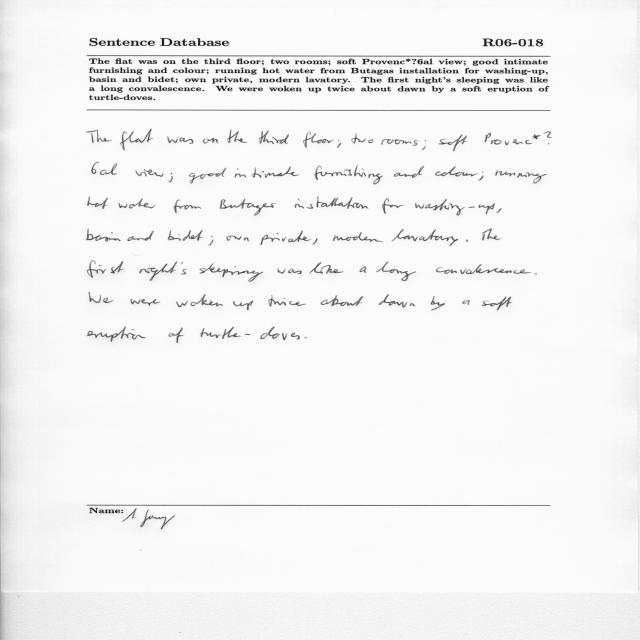 Sentence Database R06-018
The flat was on the third floor; two rooms; soft Provenc*?6al view; good intimate
furnishing and colour; running hot water from Butagas installation for washing-up,
basin and bidet; own private, modern lavatory. The first night's sleeping was like
a long convalescence. We were woken up twice about dawn by a soft eruption of
turtle-doves.
The flat was on the third floor; two rooms; soft Provenc*?
6al view; good intimate furnishing and colour; running
hot water from Butagas installation for washing-up,
basin and bidet; own private, modern lavatory. The
first night's sleeping was like a long convalescence.
We were woken up twice about dawn by a soft
eruption of turtle-doves.
Name: